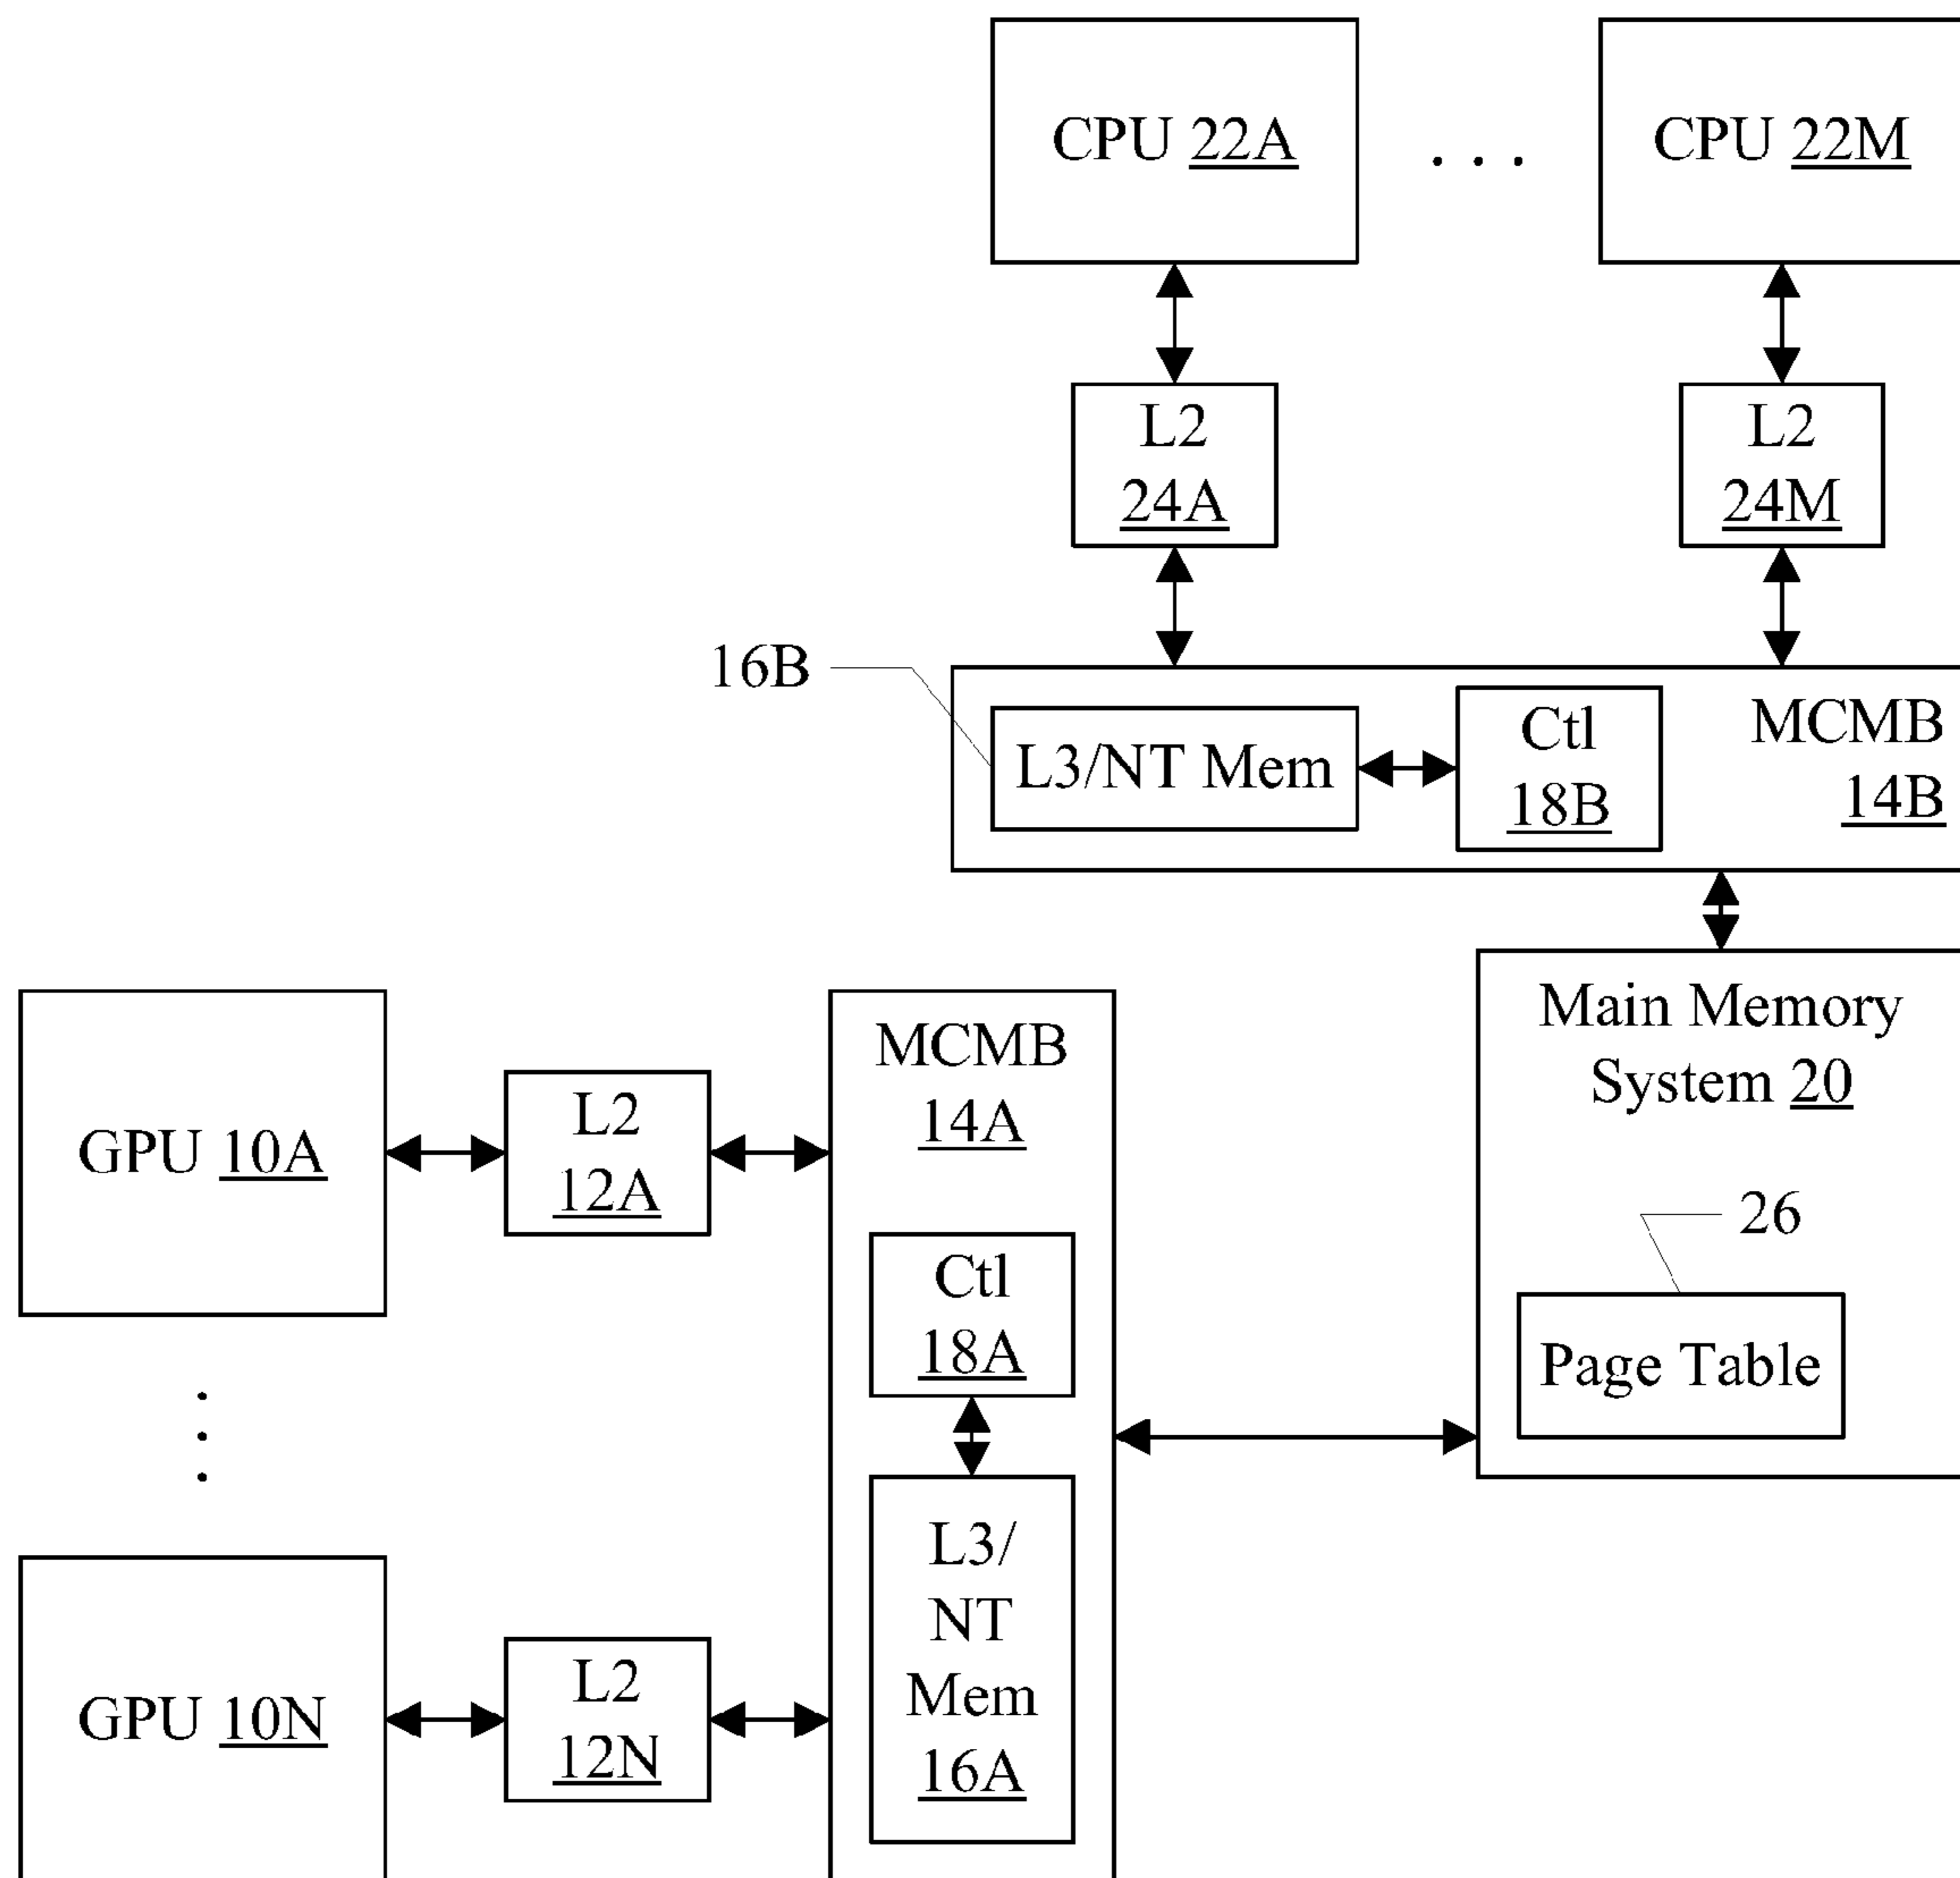 CPU 22A
. . .
CPU 22M
L2
24A
L2
24M
16B
L3/NT Mem
Ctl
18B
MCMB
14B
Main Memory
System 20
26
Page Table
GPU 10A
L2
12A
MCMB
14A
Ctl
18A
L3/
NT
Mem
16A
GPU 10N
L2
12N